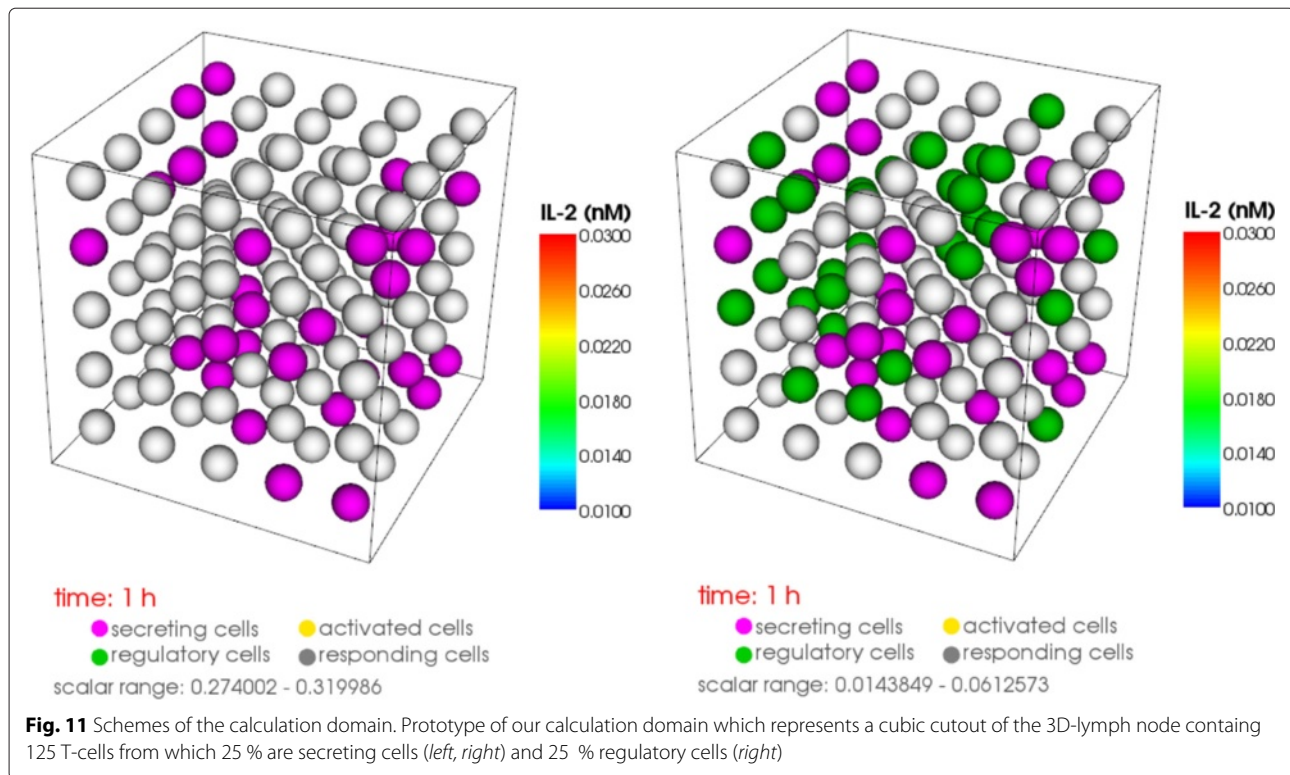 IL-2 (nM)
0.0300
0.0260
0.0220
0.0180
0.0140
0.0100
time: 1 h
secreting cells activated cells
regulatory cells responding cells
scalar range: 0.274002 - 0.319986
IL-2 (nM)
0.0300
0.0260
0.0220
0.0180
0.0140
0.0100
time: 1 h
secreting cells activated cells
regulatory cells responding cells
scalar range: 0.0143849 - 0.0612573
Fig. 11 Schemes of the calculation domain. Prototype of our calculation domain which represents a cubic cutout of the 3D-lymph node containg
125 T-cells from which 25 % are secreting cells (left, right) and 25 % regulatory cells (right)